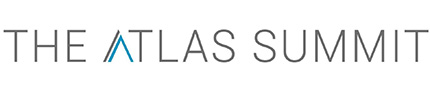 THE ATLAS SUMMIT